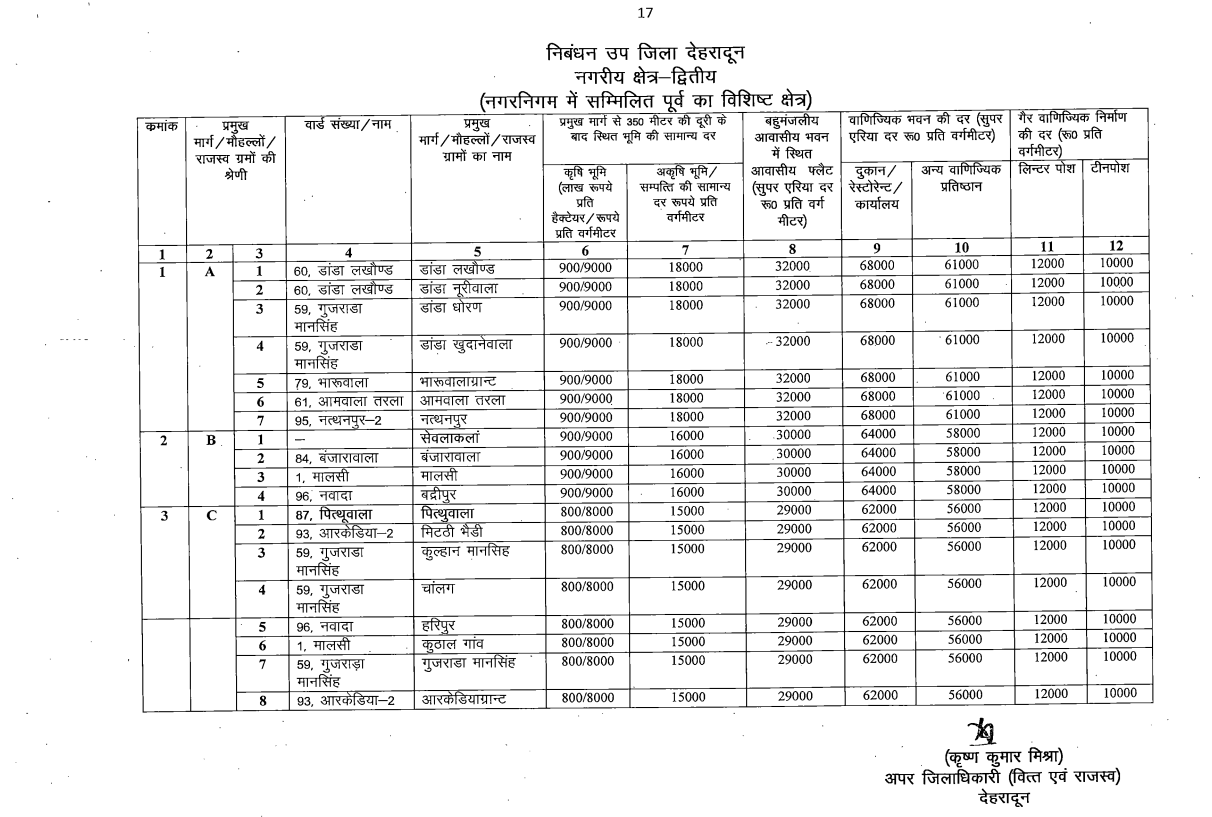 17
निबंधन उप जिला देहरादून
नगरीय क्षेत्र–द्वितीय
(नगरनिगम में सम्मिलित पूर्व का विशिष्ट क्षेत्र)
कमांक | प्रमुख मार्ग/मौहल्लों/राजस्व ग्रमों की श्रेणी | वार्ड संख्या/नाम | प्रमुख मार्ग/मौहल्लों/राजस्व ग्रामों का नाम | प्रमुख मार्ग से 350 मीटर की दूरी के बाद स्थित भूमि की सामान्य दर | बहुमंजलीय आवासीय भवन में स्थित आवासीय फ्लैट (सुपर एरिया दर रू0 प्रति वर्ग मीटर) | वाणिज्यिक भवन की दर (सुपर एरिया दर रू0 प्रति वर्गमीटर) | गैर वाणिज्यिक निर्माण की दर (रू0 प्रति वर्गमीटर)
कृषि भूमि (लाख रूपये प्रति हैक्टेयर/रूपये प्रति वर्गमीटर | अकृषि भूमि/सम्पत्ति की सामान्य दर रूपये प्रति वर्गमीटर | दुकान/रेस्टोरेन्ट/कार्यालय | अन्य वाणिज्यिक प्रतिष्ठान | लिन्टर पोश | टीनपोश
1 | 2 | 3 | 4 | 5 | 6 | 7 | 8 | 9 | 10 | 11 | 12
1 | A | 1 | 60, डांडा लखौण्ड | डांडा लखौण्ड | 900/9000 | 18000 | 32000 | 68000 | 61000 | 12000 | 10000
2 | 60, डांडा लखौण्ड | डांडा नूरीवाला | 900/9000 | 18000 | 32000 | 68000 | 61000 | 12000 | 10000
3 | 59, गुजराडा मानसिंह | डांडा धोरण | 900/9000 | 18000 | 32000 | 68000 | 61000 | 12000 | 10000
4 | 59, गुजराडा मानसिंह | डांडा खुदानेवाला | 900/9000 | 18000 | 32000 | 68000 | 61000 | 12000 | 10000
5 | 79, भारूवाला | भारूवालाग्रान्ट | 900/9000 | 18000 | 32000 | 68000 | 61000 | 12000 | 10000
6 | 61, आमवाला तरला | आमवाला तरला | 900/9000 | 18000 | 32000 | 68000 | 61000 | 12000 | 10000
7 | 95, नत्थनपुर–2 | नत्थनपुर | 900/9000 | 18000 | 32000 | 68000 | 61000 | 12000 | 10000
2 | B | 1 | – | सेवलाकलां | 900/9000 | 16000 | 30000 | 64000 | 58000 | 12000 | 10000
2 | 84, बंजारावाला | बंजारावाला | 900/9000 | 16000 | 30000 | 64000 | 58000 | 12000 | 10000
3 | 1, मालसी | मालसी | 900/9000 | 16000 | 30000 | 64000 | 58000 | 12000 | 10000
4 | 96, नवादा | बद्रीपुर | 900/9000 | 16000 | 30000 | 64000 | 58000 | 12000 | 10000
3 | C | 1 | 87, पित्थूवाला | पित्थुवाला | 800/8000 | 15000 | 29000 | 62000 | 56000 | 12000 | 10000
2 | 93, आरकेडिया–2 | मिटठी भैडी | 800/8000 | 15000 | 29000 | 62000 | 56000 | 12000 | 10000
3 | 59, गुजराडा मानसिंह | कुल्हान मानसिह | 800/8000 | 15000 | 29000 | 62000 | 56000 | 12000 | 10000
4 | 59, गुजराडा मानसिंह | चांलग | 800/8000 | 15000 | 29000 | 62000 | 56000 | 12000 | 10000
5 | 96, नवादा | हरिपुर | 800/8000 | 15000 | 29000 | 62000 | 56000 | 12000 | 10000
6 | 1, मालसी | कुठाल गांव | 800/8000 | 15000 | 29000 | 62000 | 56000 | 12000 | 10000
7 | 59, गुजराड़ा मानसिंह | गुजराडा मानसिंह | 800/8000 | 15000 | 29000 | 62000 | 56000 | 12000 | 10000
8 | 93, आरकेडिया–2 | आरकेडियाग्रान्ट | 800/8000 | 15000 | 29000 | 62000 | 56000 | 12000 | 10000
(कृष्ण कुमार मिश्रा)
अपर जिलाधिकारी (वित्त एवं राजस्व)
देहरादून